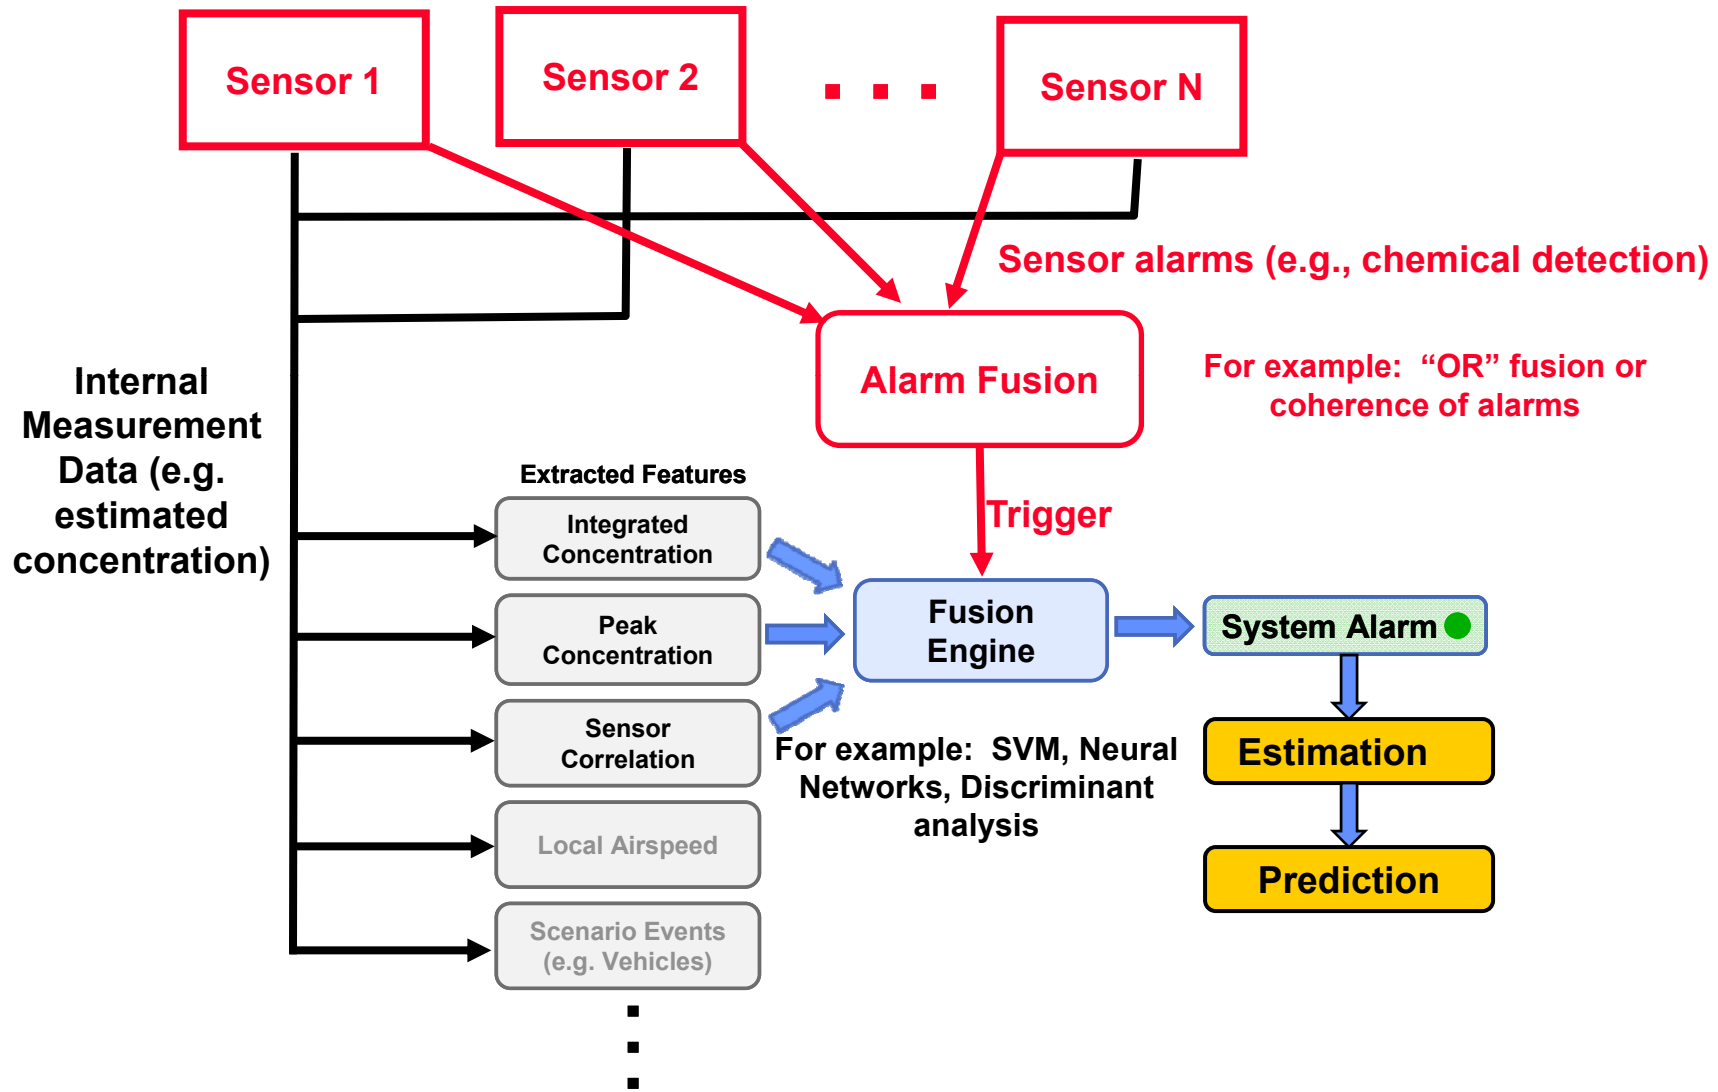 Sensor 1
Sensor 2
Sensor N
Sensor alarms (e.g., chemical detection)
Alarm Fusion
For example:  “OR” fusion or
coherence of alarms
Internal
Measurement
Data (e.g.
estimated
concentration)
Extracted Features
Trigger
Integrated
Concentration
Peak
Concentration
Sensor
Correlation
Local Airspeed
Scenario Events
(e.g. Vehicles)
Fusion
Engine
For example:  SVM, Neural
Networks, Discriminant
analysis
System Alarm
Estimation
Prediction